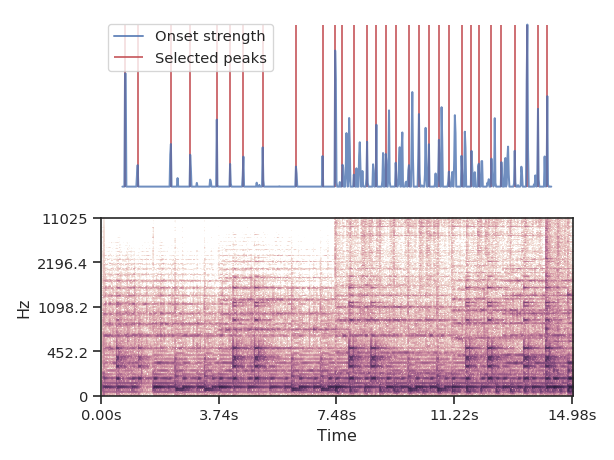 Onset strength
Selected peaks
11025
2196.4
1098.2
452.2
0
Hz
0.00s 3.74s 7.48s 11.22s 14.98s
Time